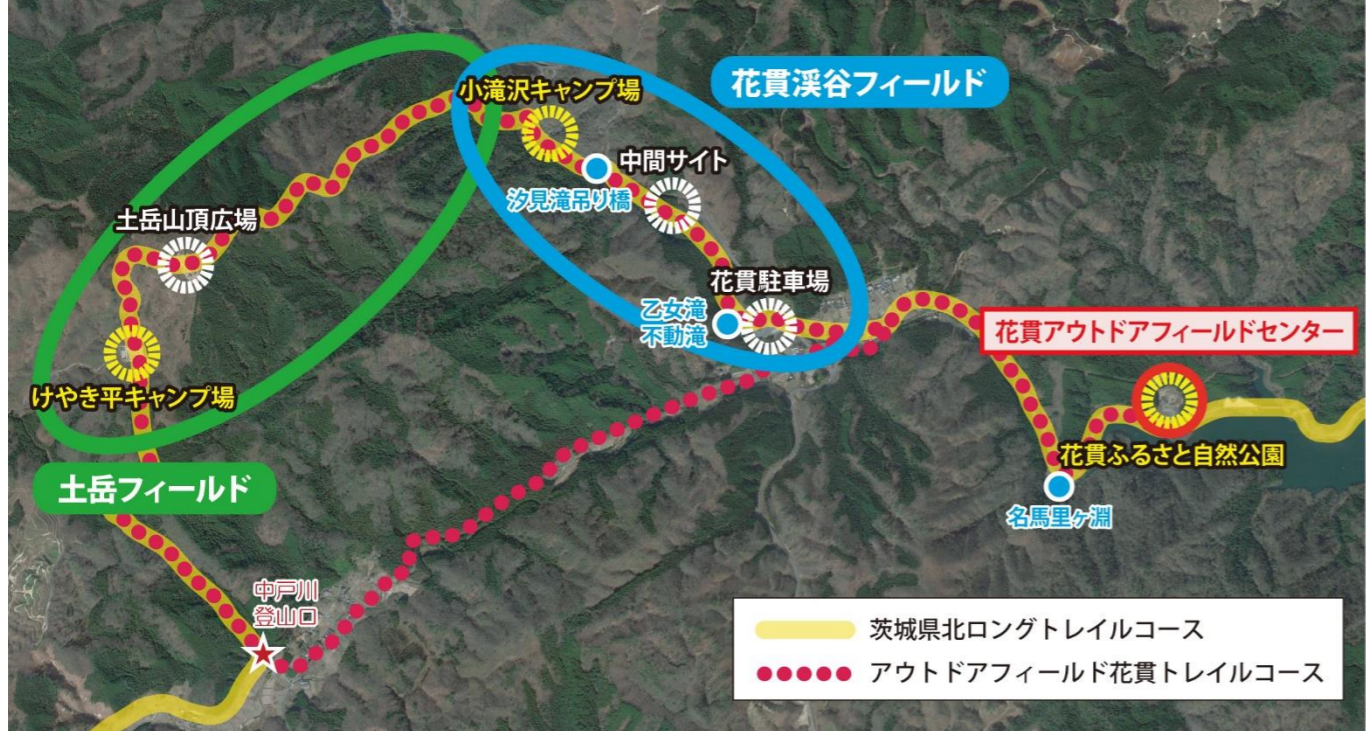 花貫渓谷フィールド
小滝沢キャンプ場
中間サイト
汐見滝吊り橋
土岳山頂広場
花貫駐車場
乙女滝
不動滝
花貫アウトドアフィールドセンター
けやき平キャンプ場
花貫ふるさと自然公園
土岳フィールド
名馬里ヶ淵
中戸川
登山口
茨城県北ロングトレイルコース
アウトドアフィールド花貫トレイルコース